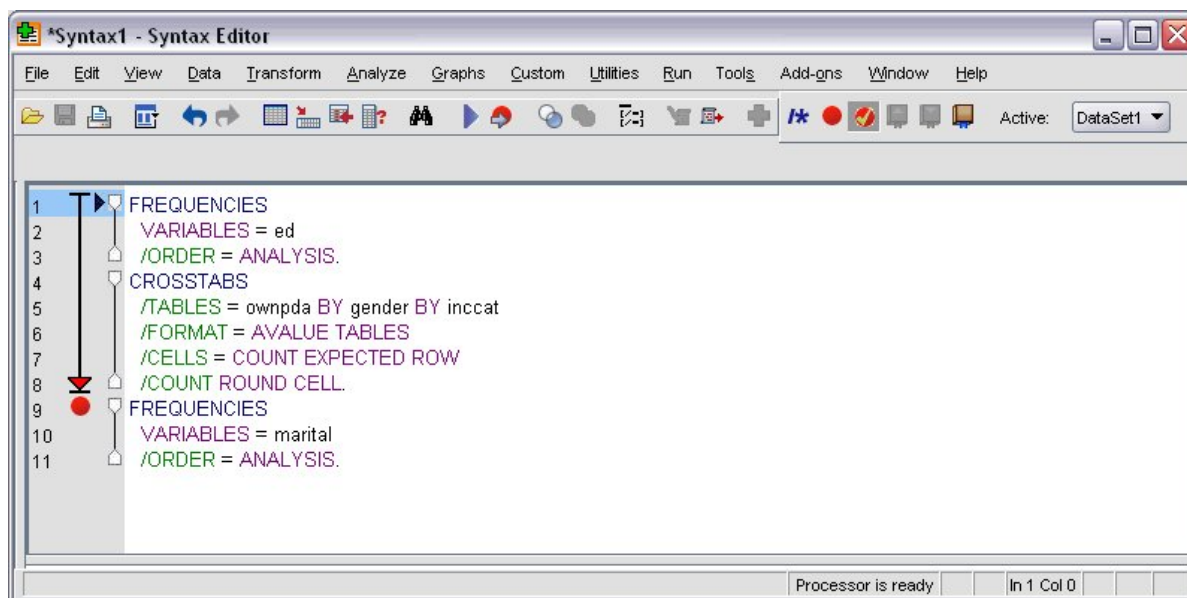 *Syntax1 - Syntax Editor
File Edit View Data Transform Analyze Graphs Custom Utilities Run Tools Add-ons Window Help
/* Active: DataSet1
1 FREQUENCIES
2 VARIABLES = ed
3 /ORDER = ANALYSIS.
4 CROSSTABS
5 /TABLES = ownpda BY gender BY inccat
6 /FORMAT = AVALUE TABLES
7 /CELLS = COUNT EXPECTED ROW
8 /COUNT ROUND CELL.
9 FREQUENCIES
10 VARIABLES = marital
11 /ORDER = ANALYSIS.
Processor is ready In 1 Col 0